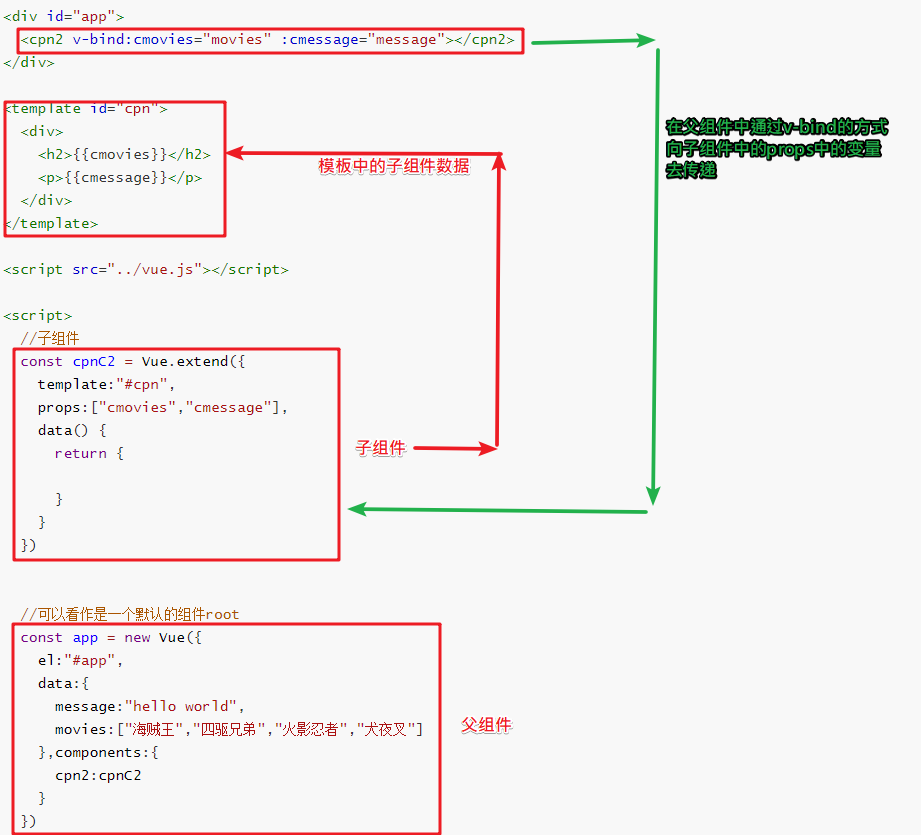 <div id="app">
<cpn2 v-bind:cmovies="movies" :cmessage="message"></cpn2>
</div>
在父组件中通过v-bind的方式
向子组件中的props中的变量
去传递
<template id="cpn">
<div>
<h2>{{cmovies}}</h2>
<p>{{cmessage}}</p>
</div>
</template>
模板中的子组件数据
<script src="../vue.js"></script>
<script>
//子组件
const cpnC2 = Vue.extend({
template:"#cpn",
props:["cmovies","cmessage"],
data() {
return {
}
}
})
子组件
//可以看作是一个默认的组件root
const app = new Vue({
el:"#app",
data:{
message:"hello world",
movies:["海贼王","四驱兄弟","火影忍者","犬夜叉"]
},components:{
cpn2:cpnC2
}
})
父组件